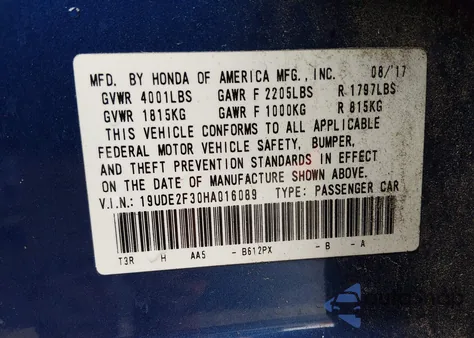 MFD. BY HONDA OF AMERICA MFG., INC. 08/17
GVWR 4001LBS GAWR F 2205LBS R 1797LBS
GVWR 1815KG GAWR F 1000KG R 815KG
THIS VEHICLE CONFORMS TO ALL APPLICABLE
FEDERAL MOTOR VEHICLE SAFETY, BUMPER,
AND THEFT PREVENTION STANDARDS IN EFFECT
ON THE DATE OF MANUFACTURE SHOWN ABOVE.
V.I.N.: 19UDE2F30HA016089 TYPE: PASSENGER CAR
T3R H AA5 - B612PX - B - A